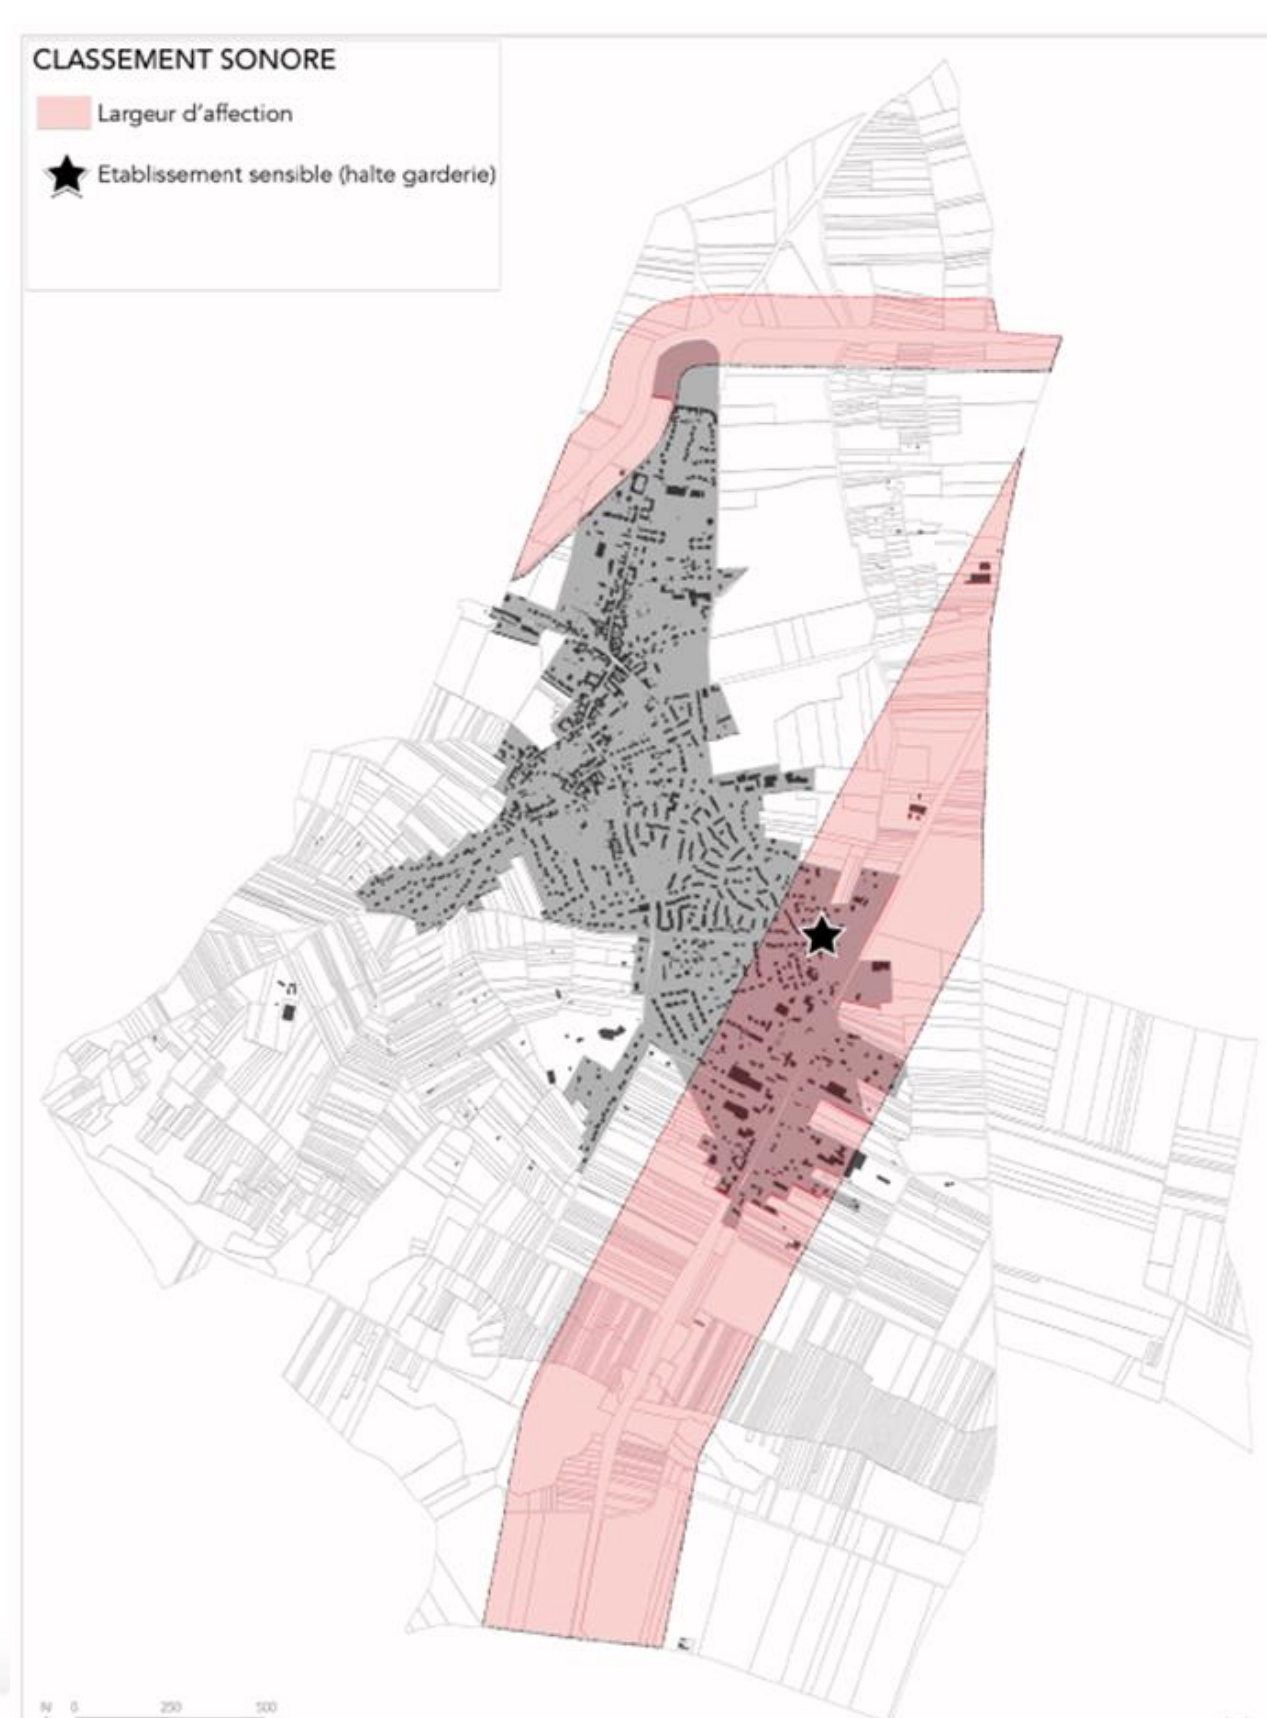 CLASSEMENT SONORE
Largeur d'affection
Etablissement sensible (halte garderie)
N 0 250 500